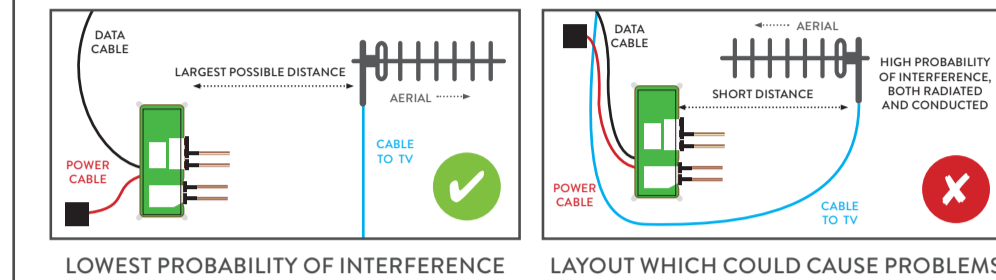 DATA
CABLE
LARGEST POSSIBLE DISTANCE
AERIAL
POWER
CABLE
CABLE
TO TV
LOWEST PROBABILITY OF INTERFERENCE
DATA
CABLE
AERIAL
HIGH PROBABILITY
OF INTERFERENCE,
BOTH RADIATED
AND CONDUCTED
SHORT DISTANCE
POWER
CABLE
CABLE
TO TV
LAYOUT WHICH COULD CAUSE PROBLEMS